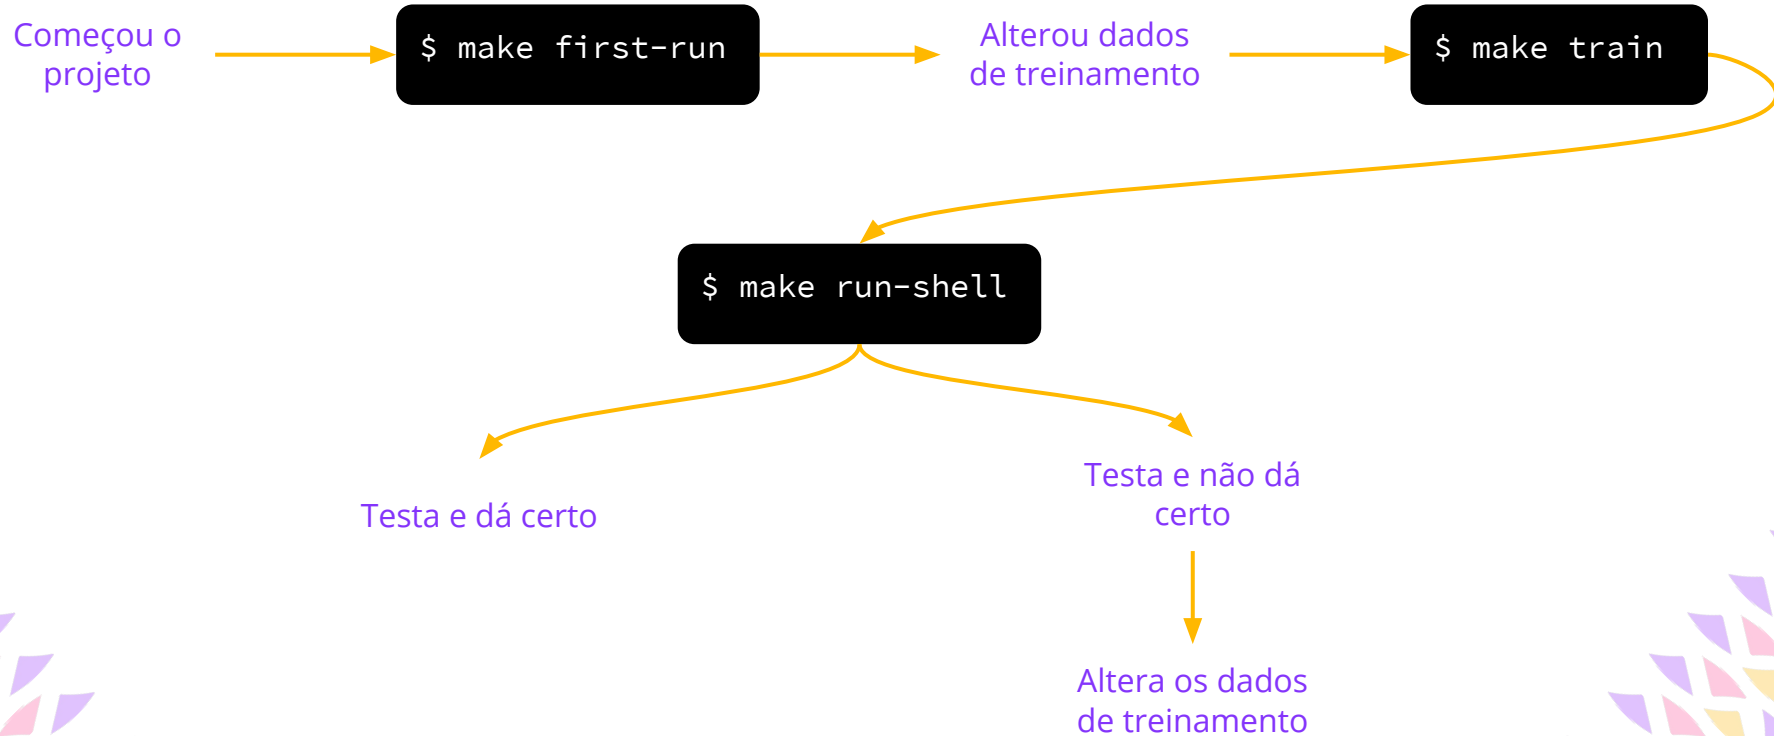 Começou o
projeto
$ make first-run
Alterou dados
de treinamento
$ make train
$ make run-shell
Testa e dá certo
Testa e não dá
certo
Altera os dados
de treinamento